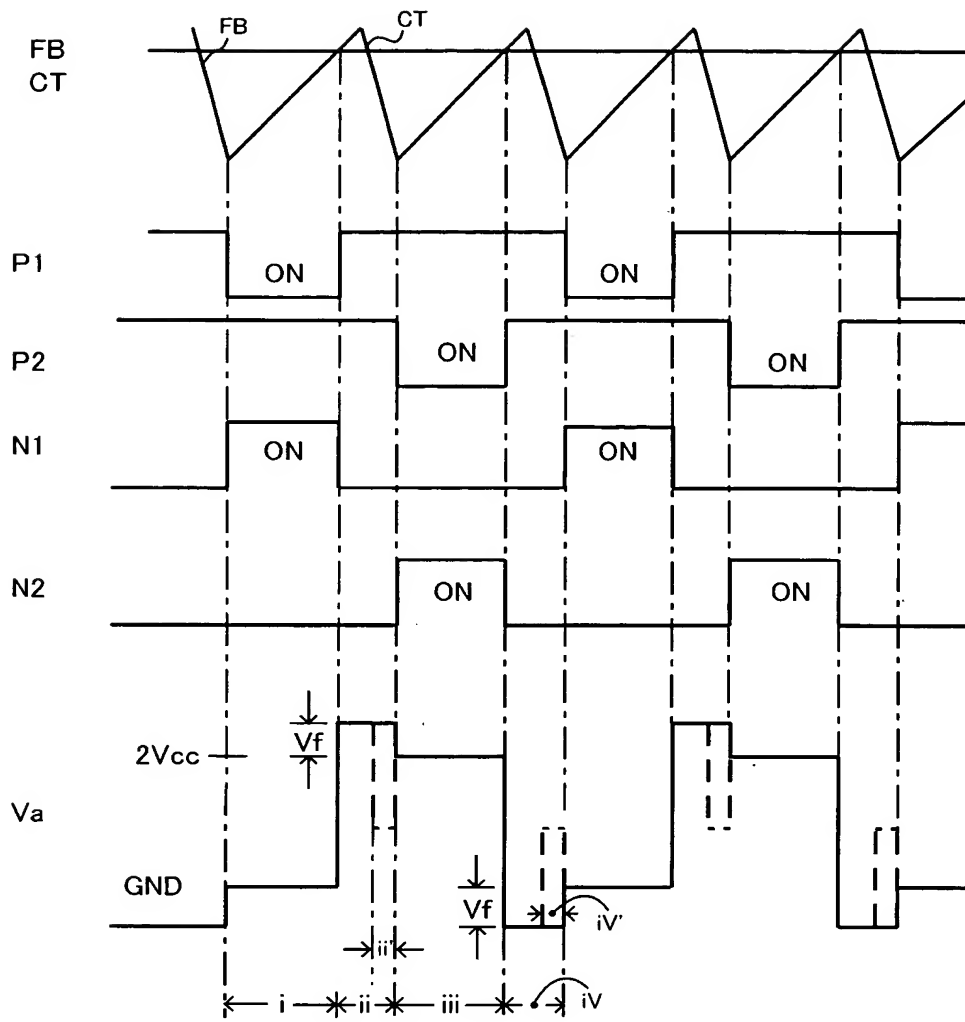 FB
CT
FB
CT
P1
ON
ON
P2
ON
ON
N1
ON
ON
N2
ON
ON
Vf
2Vcc
Va
GND
Vf
iV'
ii'
i
ii
iii
iV